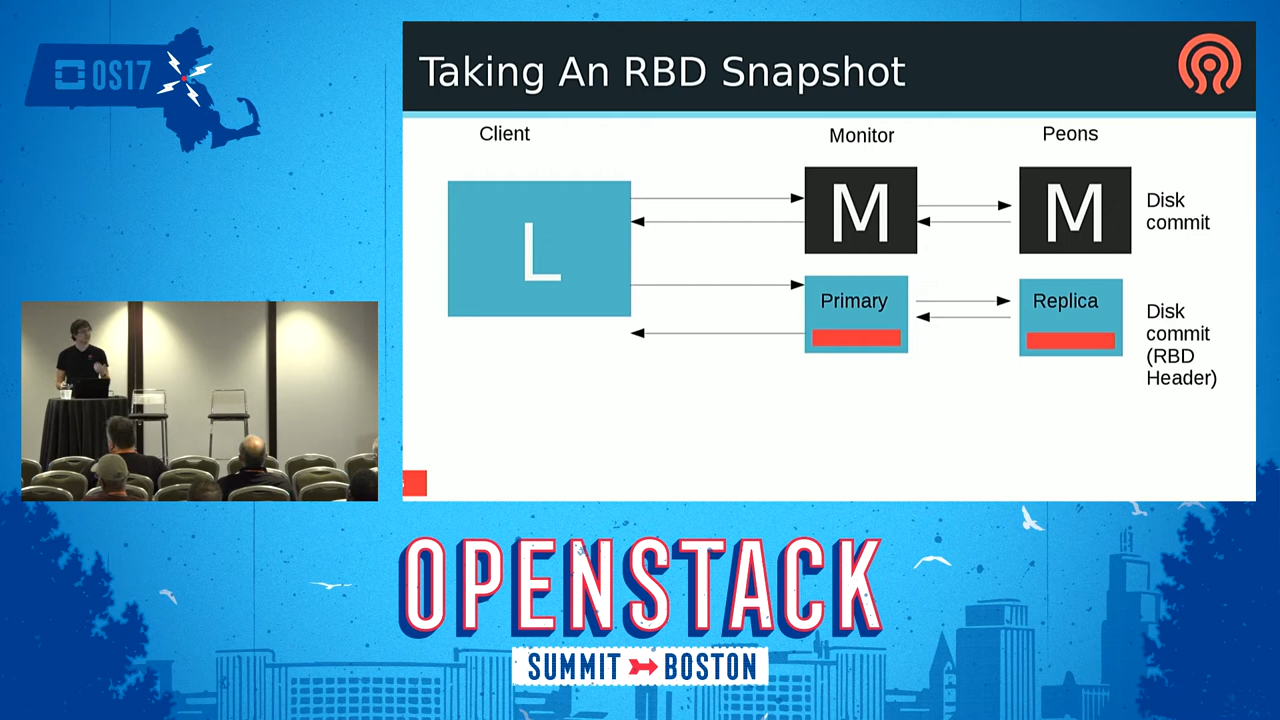 OS17
Taking An RBD Snapshot
Client
Monitor
Peons
L
M
M
Disk
commit
Primary
Replica
Disk
commit
(RBD
Header)
OPENSTACK
SUMMIT BOSTON